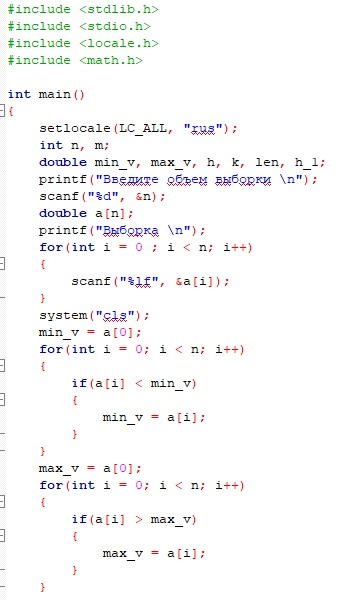 #include <stdlib.h>
#include <stdio.h>
#include <locale.h>
#include <math.h>

int main()
{
    setlocale(LC_ALL, "rus");
    int n, m;
    double min_v, max_v, h, k, len, h_1;
    printf("Введите объем выборки \n");
    scanf("%d", &n);
    double a[n];
    printf("Выборка \n");
    for(int i = 0 ; i < n; i++)
    {
        scanf("%lf", &a[i]);
    }
    system("cls");
    min_v = a[0];
    for(int i = 0; i < n; i++)
    {
        if(a[i] < min_v)
        {
            min_v = a[i];
        }
    }
    max_v = a[0];
    for(int i = 0; i < n; i++)
    {
        if(a[i] > max_v)
        {
            max_v = a[i];
        }
    }